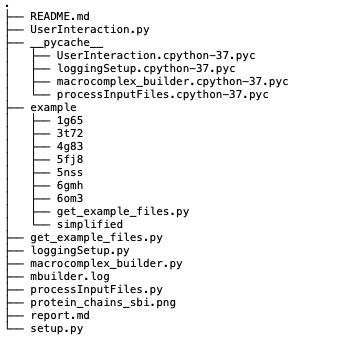 .
├── README.md
├── UserInteraction.py
├── __pycache__
│   ├── UserInteraction.cpython-37.pyc
│   ├── loggingSetup.cpython-37.pyc
│   ├── macrocomplex_builder.cpython-37.pyc
│   └── processInputFiles.cpython-37.pyc
├── example
│   ├── 1g65
│   ├── 3t72
│   ├── 4g83
│   ├── 5fj8
│   ├── 5nss
│   ├── 6gmh
│   ├── 6om3
│   ├── get_example_files.py
│   └── simplified
├── get_example_files.py
├── loggingSetup.py
├── macrocomplex_builder.py
├── mbuilder.log
├── processInputFiles.py
├── protein_chains_sbi.png
├── report.md
└── setup.py